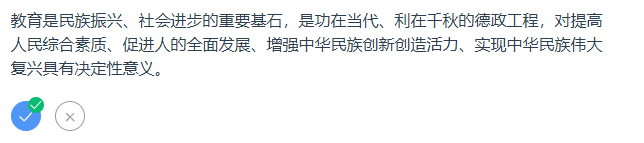 教育是民族振兴、社会进步的重要基石，是功在当代、利在千秋的德政工程，对提高
人民综合素质、促进人的全面发展、增强中华民族创新创造活力、实现中华民族伟大
复兴具有决定性意义。